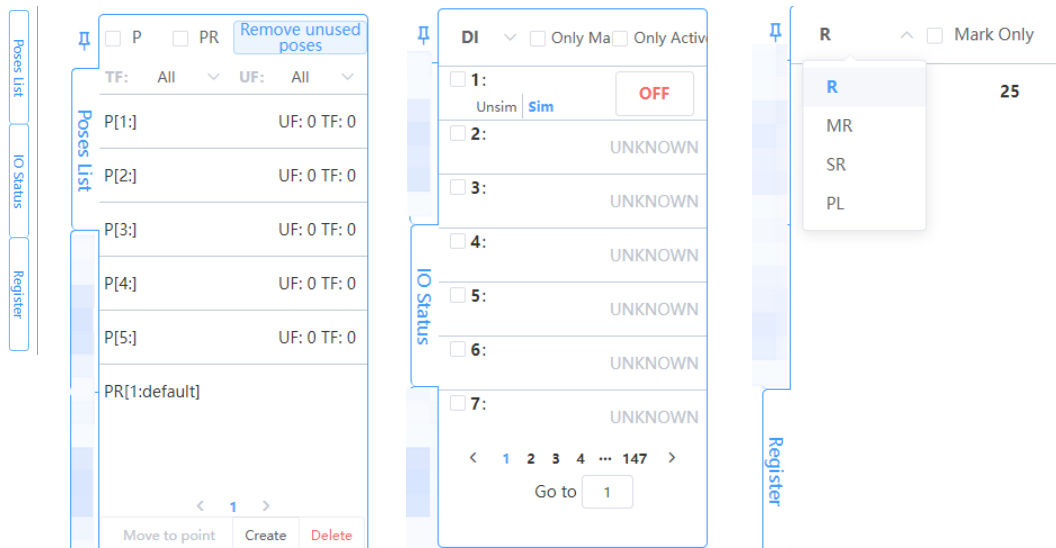 Poses List
IO Status
Register
P PR Remove unused poses
TF: All UF: All
Poses List
P[1:] UF: 0 TF: 0
P[2:] UF: 0 TF: 0
P[3:] UF: 0 TF: 0
P[4:] UF: 0 TF: 0
P[5:] UF: 0 TF: 0
PR[1:default]
< 1 >
Move to point Create Delete
DI Only Ma Only Activ
1:
Unsim Sim OFF
2: UNKNOWN
3: UNKNOWN
4: UNKNOWN
IO Status
5: UNKNOWN
6: UNKNOWN
7: UNKNOWN
< 1 2 3 4 ... 147 >
Go to 1
R Mark Only
R
MR
SR
PL
25
Register